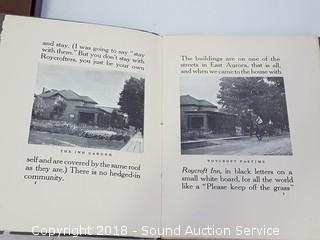 and stay. (I was going to say "stay
with them." But you don't stay with
Roycrofters, you just be your own
THE INN GARDEN
self and are covered by the same roof
as they are.) There is no hedged-in
community.
The buildings are on one of the
streets in East Aurora, that is all,
and when we came to the house with
ROYCROFT PASTIME
Roycroft Inn, in black letters on a
small white board, for all the world
like a "Please keep off the grass"
Copyright 2018 - Sound Auction Service